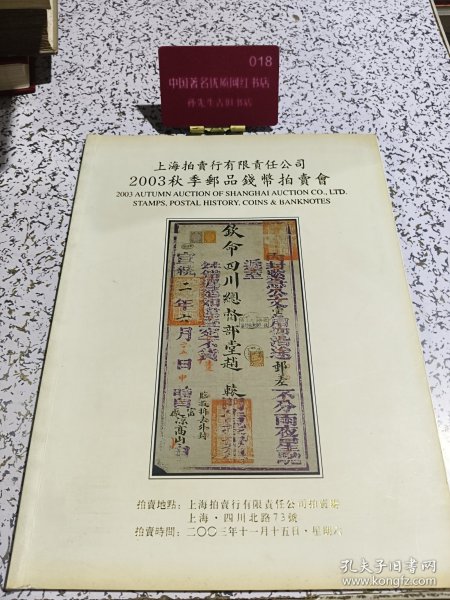 018
中国著名优质网红书店
孙先生古旧书店
上海拍賣行有限責任公司
2003秋季郵品錢幣拍賣會
2003 AUTUMN AUCTION OF SHANGHAI AUCTION CO., LTD.
STAMPS, POSTAL HISTORY, COINS & BANKNOTES
欽命四川總督部堂趙
宣統二年六月
拍賣地點：上海拍賣行有限責任公司拍賣場
上海·四川北路73號
拍賣時間：二〇〇三年十一月十五日·星期六
孔夫子旧书网
www.kongfz.com